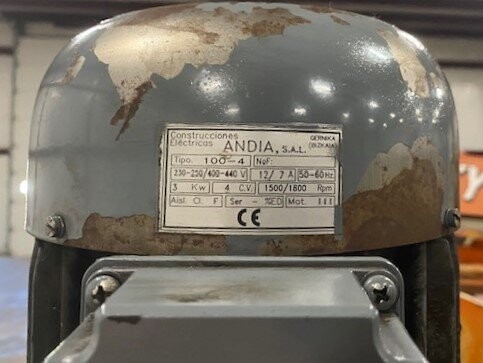 Construcciones Eléctricas ANDIA, S.A.L. GERNIKA (BIZKAIA)
Tipo. 100-4 Nºf:
230-250/400-440 V 12/ 7 A 50-60 Hz.
3 Kw 4 C.V. 1500/1800 Rpm
Aisl. O. F Ser - %ED Mot. III
CE